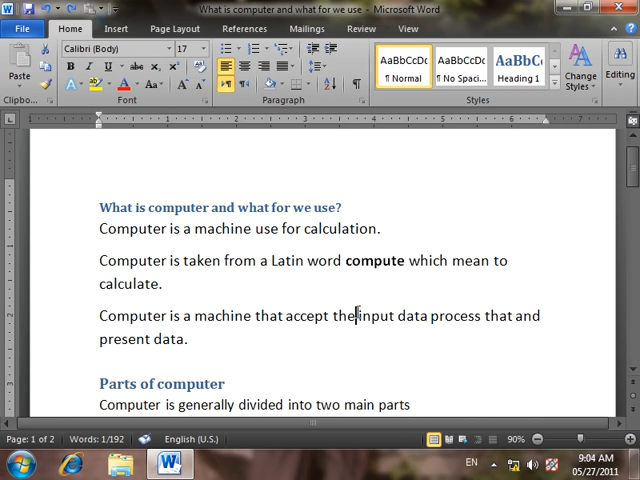 What is computer and what for we use - Microsoft Word
File Home Insert Page Layout References Mailings Review View
Calibri (Body) 17
Paste
AaBbCcDc AaBbCcDc AaBbCc
¶ Normal ¶ No Spaci... Heading 1
Change Styles
Editing
Clipbo... Font Paragraph Styles
What is computer and what for we use?
Computer is a machine use for calculation.
Computer is taken from a Latin word compute which mean to
calculate.
Computer is a machine that accept the input data process that and
present data.
Parts of computer
Computer is generally divided into two main parts
Page: 1 of 2 Words: 1/192 English (U.S.) 90%
EN 9:04 AM
05/27/2011